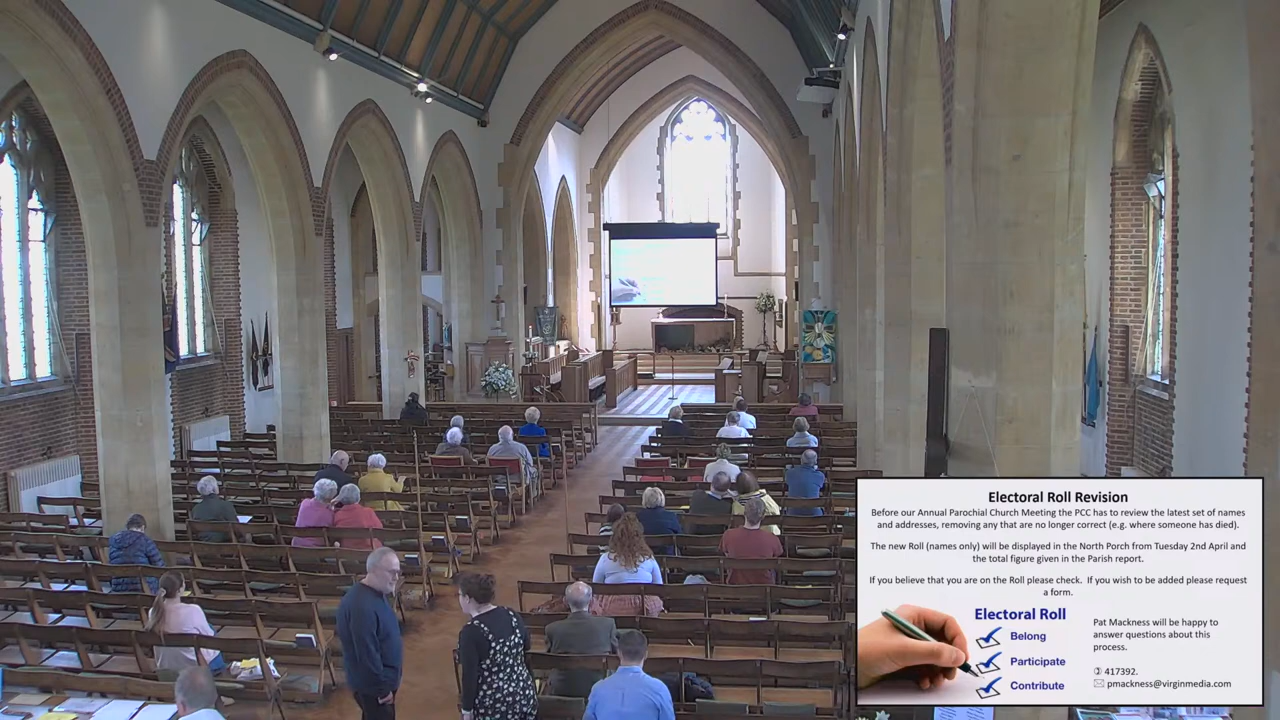 Electoral Roll Revision
Before our Annual Parochial Church Meeting the PCC has to review the latest set of names
and addresses, removing any that are no longer correct (e.g. where someone has died).
The new Roll (names only) will be displayed in the North Porch from Tuesday 2nd April and
the total figure given in the Parish report.
If you believe that you are on the Roll please check.  If you wish to be added please request
a form.
Electoral Roll
Belong
Participate
Contribute
Pat Mackness will be happy to
answer questions about this
process.
✆ 417392.
✉ pmackness@virginmedia.com